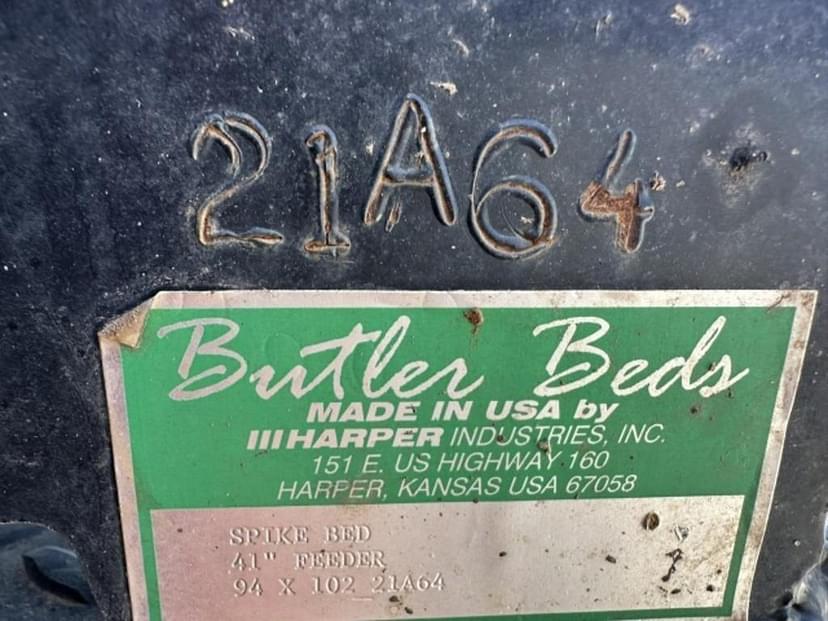 21A64
Butler Beds
MADE IN USA by
HARPER INDUSTRIES, INC.
151 E. US HIGHWAY 160
HARPER, KANSAS USA 67058
SPIKE BED
41" FEEDER
94 X 102 21A64